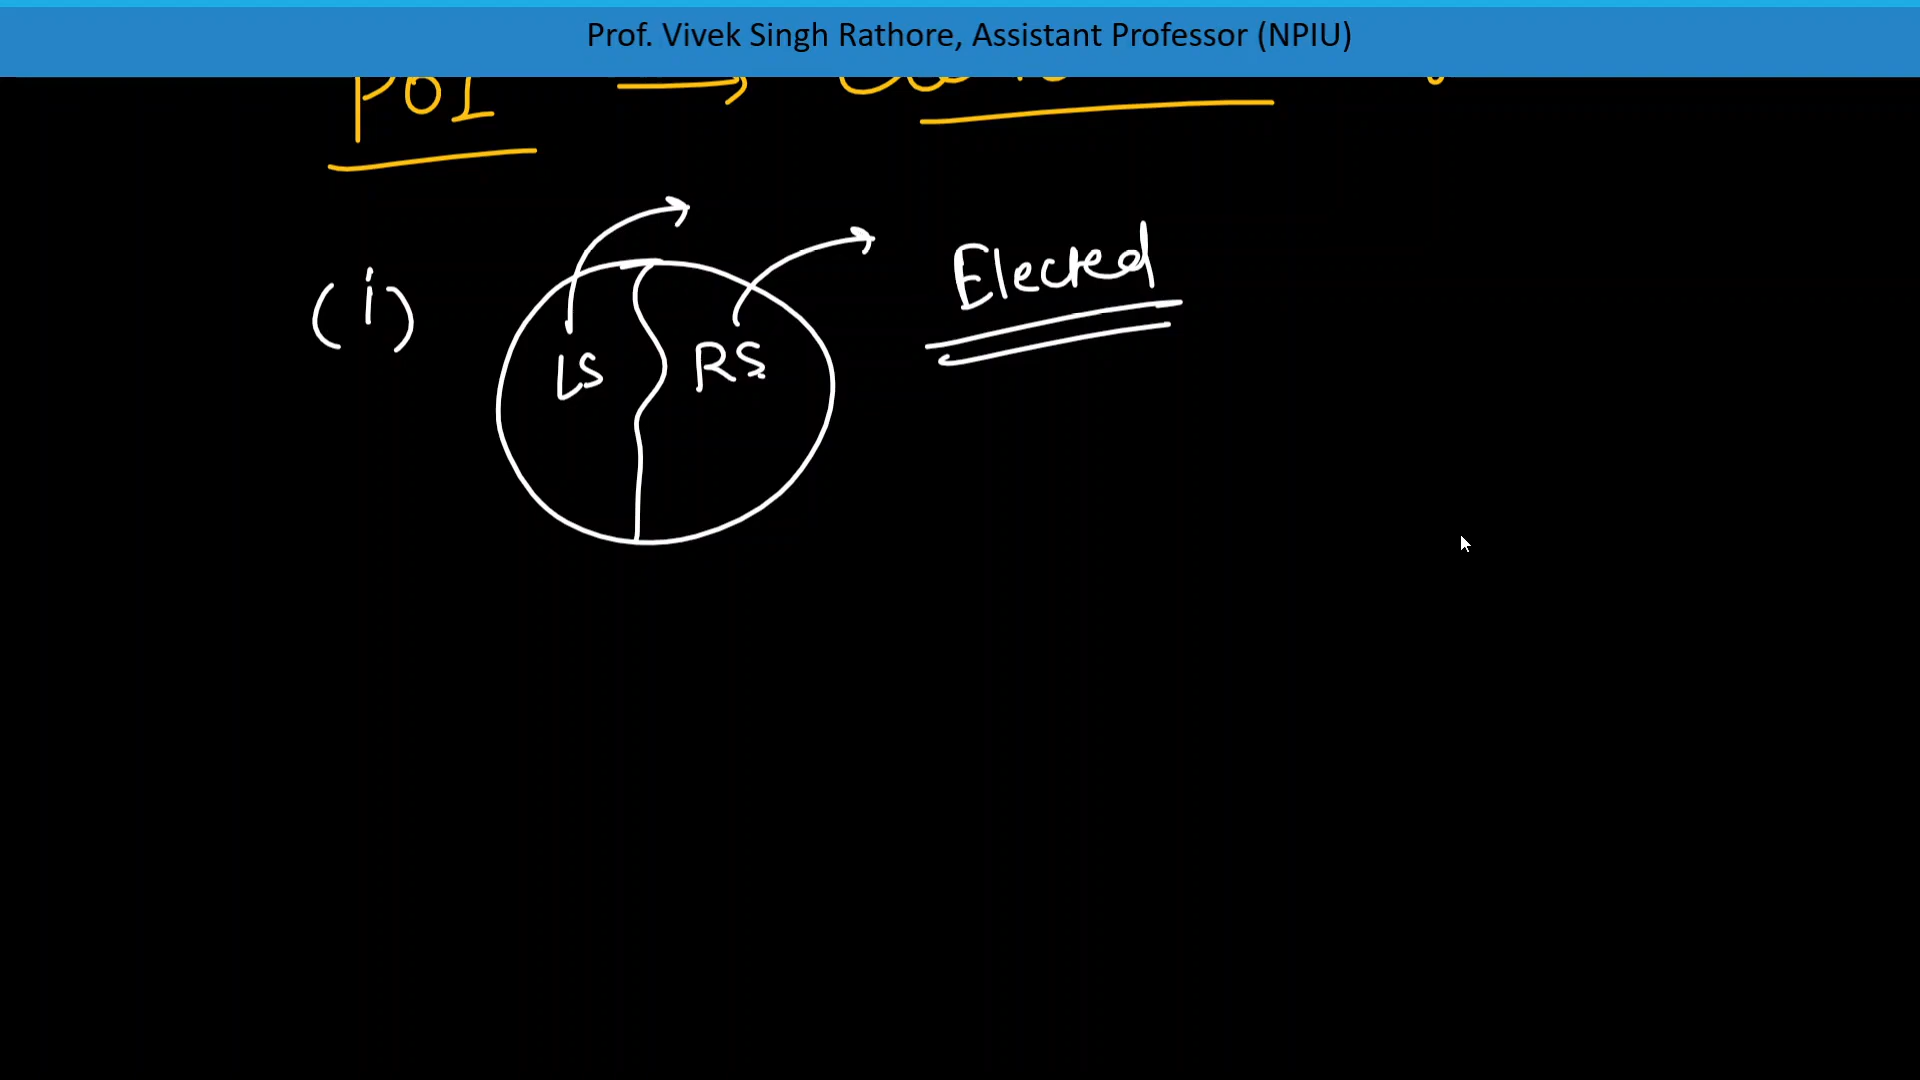 Prof. Vivek Singh Rathore, Assistant Professor (NPIU)
POI →
(i) LS RS Elected